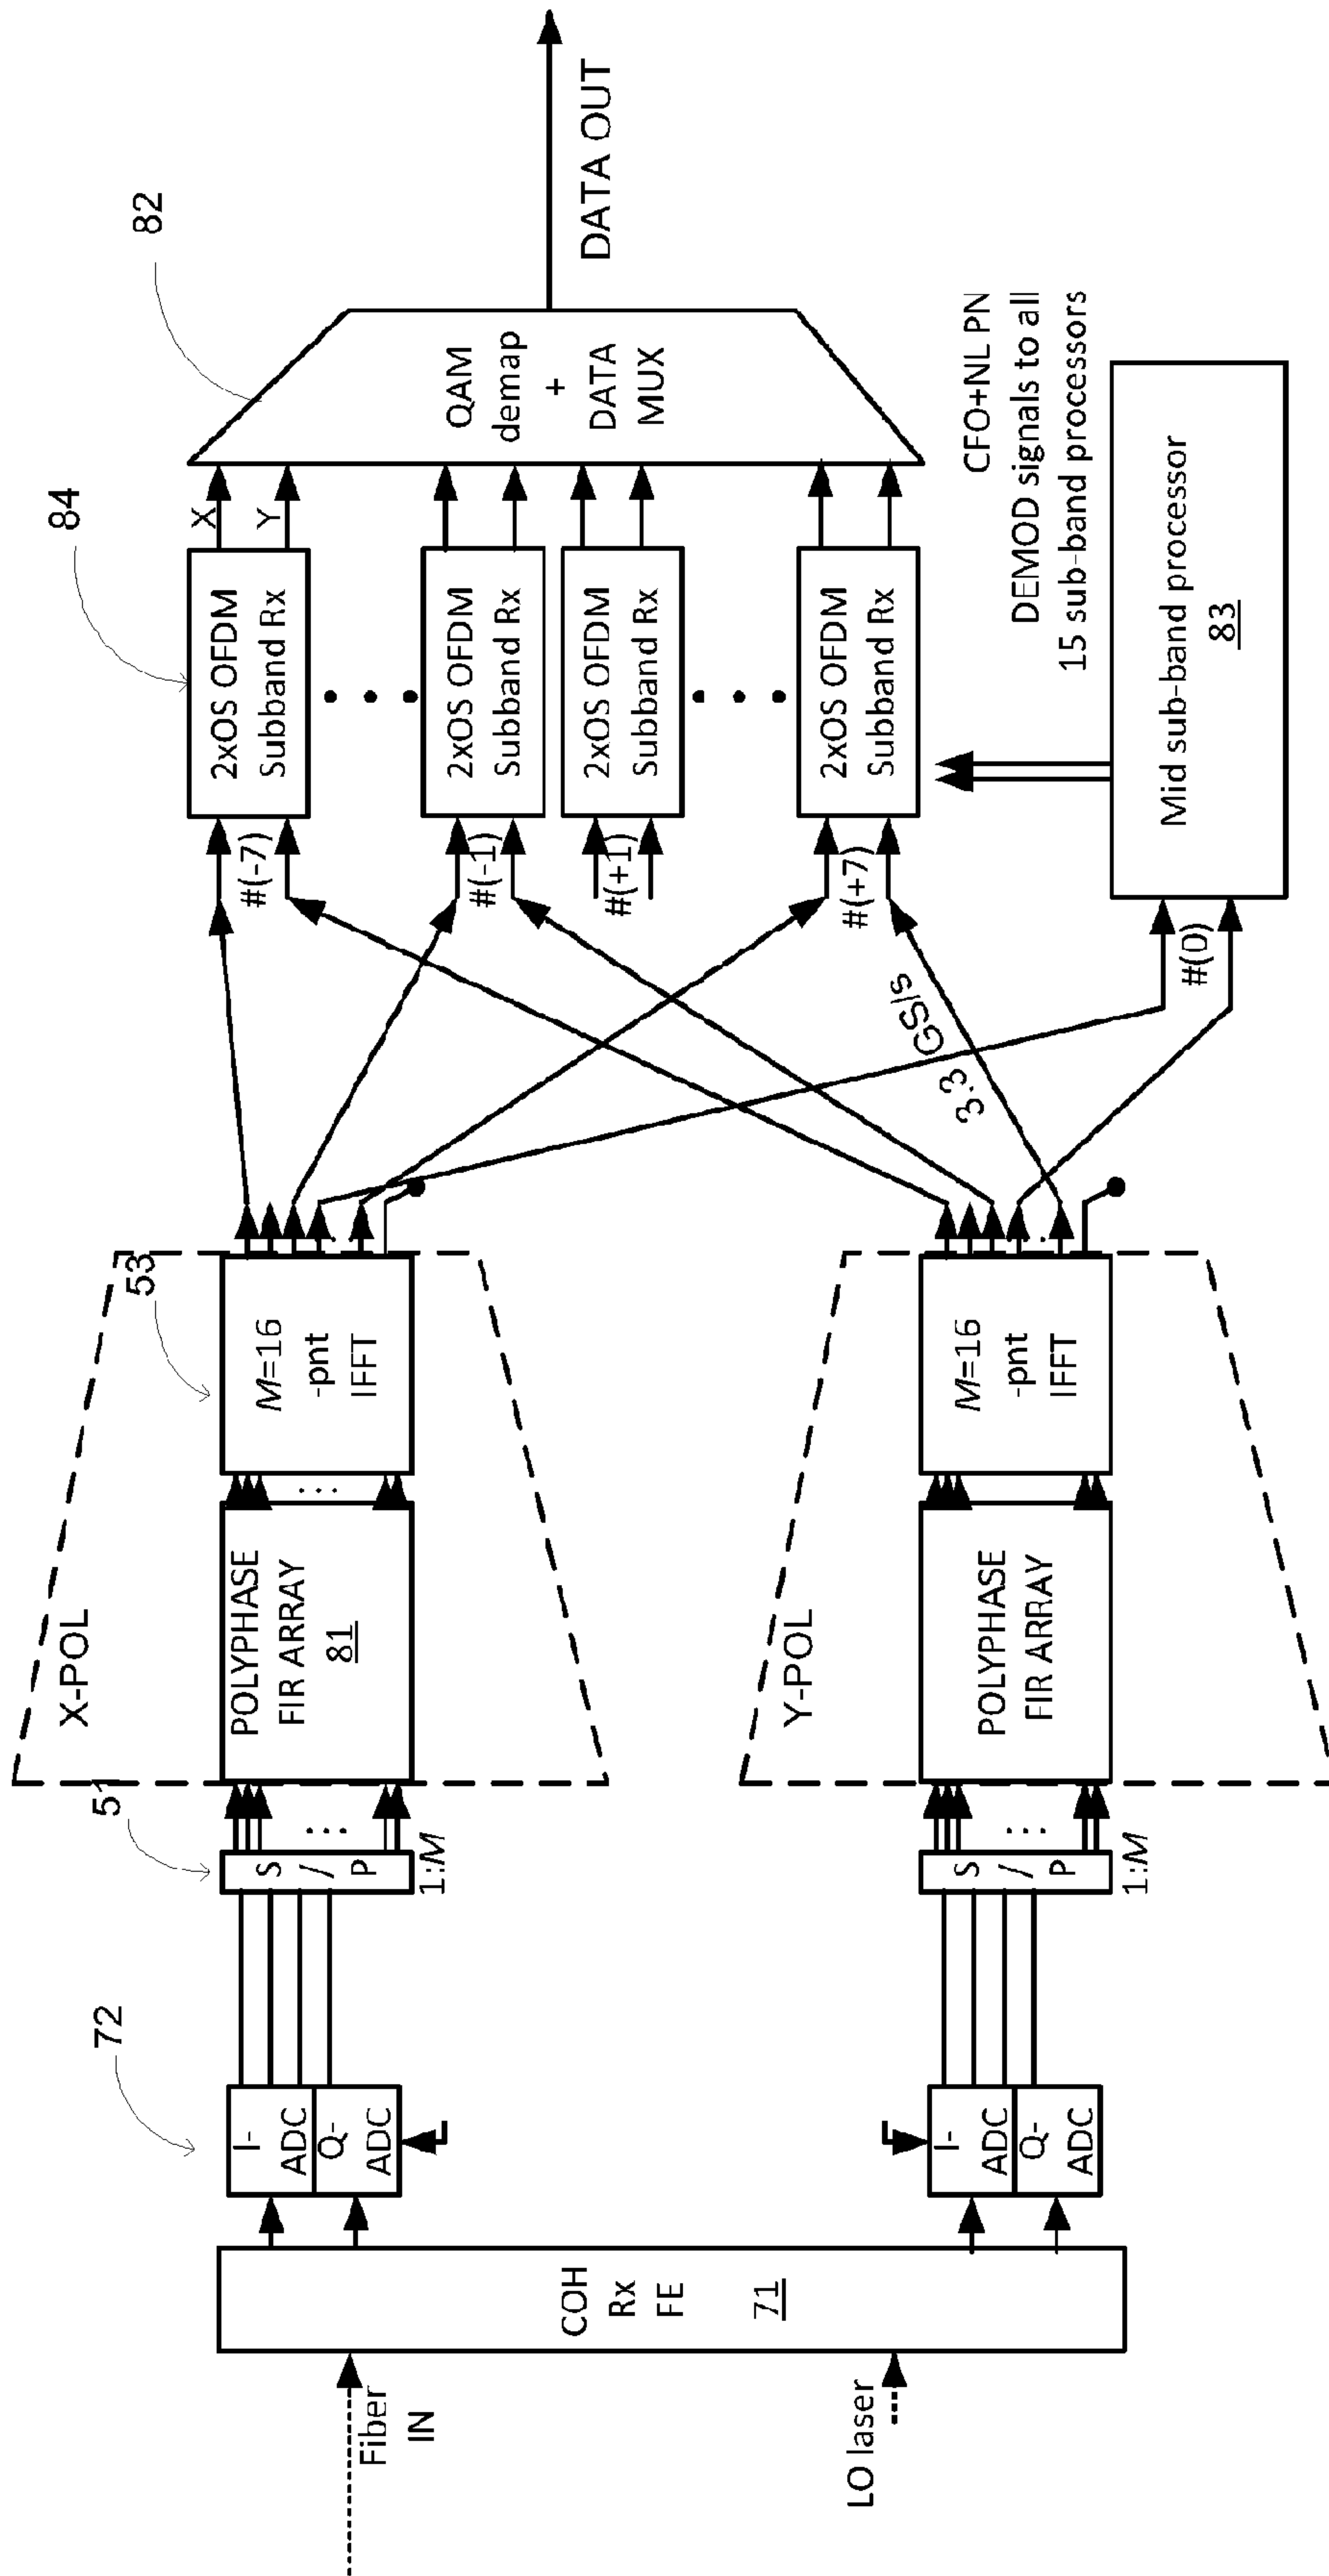 Fiber
IN
LO laser
COH
Rx
FE
71
72
I-
ADC
Q-
ADC
I-
ADC
Q-
ADC
51
S
/
P
1:M
S
/
P
1:M
X-POL
POLYPHASE
FIR ARRAY
81
53
M=16
-pnt
IFFT
Y-POL
POLYPHASE
FIR ARRAY
M=16
-pnt
IFFT
3.3 GS/s
#(-7)
#(-1)
#(+1)
#(+7)
#(0)
84
2xOS OFDM
Subband Rx
2xOS OFDM
Subband Rx
2xOS OFDM
Subband Rx
2xOS OFDM
Subband Rx
X
Y
Mid sub-band processor
83
CFO+NL PN
DEMOD signals to all
15 sub-band processors
82
QAM
demap
+
DATA
MUX
DATA OUT